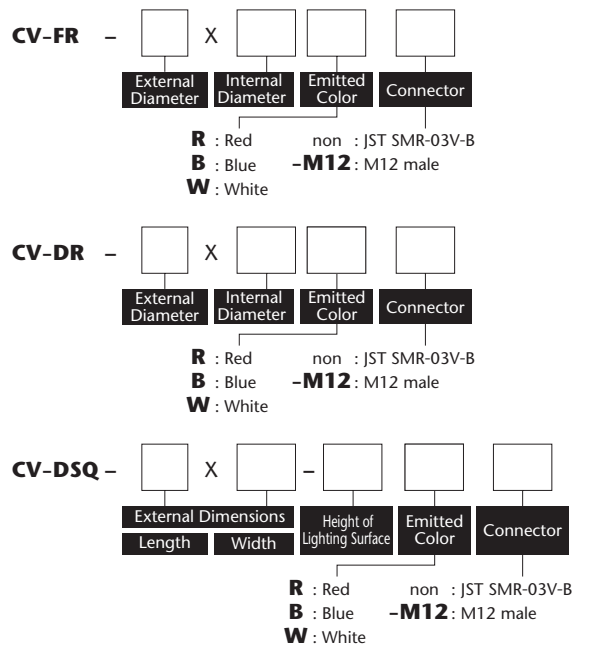 CV-FR - X
External Diameter Internal Diameter Emitted Color Connector
R : Red non : JST SMR-03V-B
B : Blue -M12 : M12 male
W : White
CV-DR - X
External Diameter Internal Diameter Emitted Color Connector
R : Red non : JST SMR-03V-B
B : Blue -M12 : M12 male
W : White
CV-DSQ - X -
External Dimensions Height of Lighting Surface Emitted Color Connector
Length Width
R : Red non : JST SMR-03V-B
B : Blue -M12 : M12 male
W : White